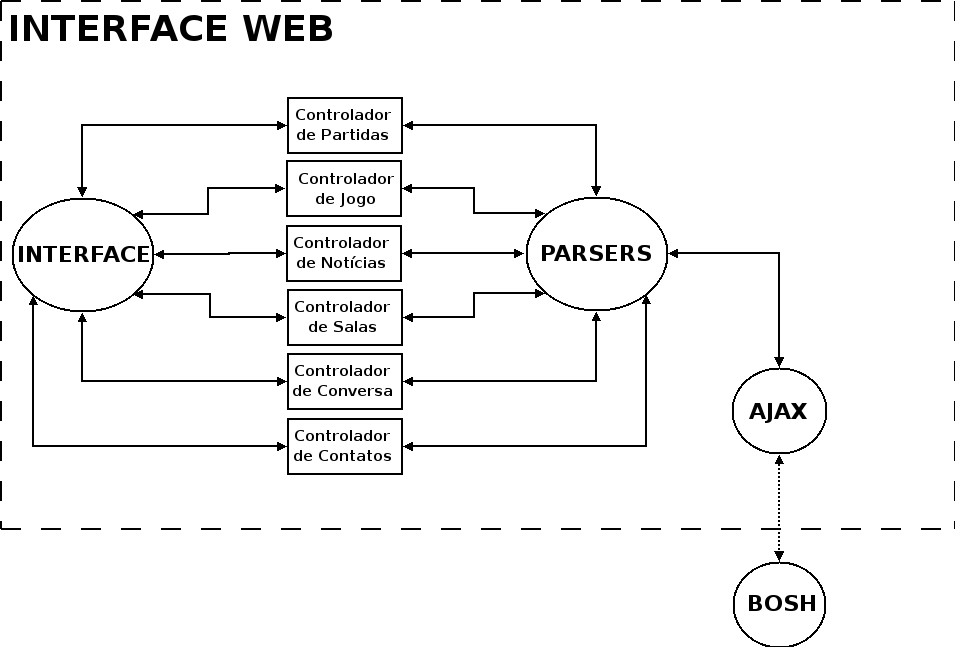 INTERFACE WEB
Controlador
de Partidas
Controlador
de Jogo
INTERFACE
Controlador
de Notícias
PARSERS
Controlador
de Salas
Controlador
de Conversa
AJAX
Controlador
de Contatos
BOSH